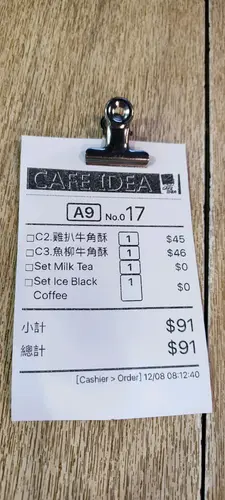 CAFE IDEA
A9 No.017
C2.雞扒牛角酥 1 $45
C3.魚柳牛角酥 1 $46
Set Milk Tea 1 $0
Set Ice Black 1 $0
Coffee
小計 $91
總計 $91
[Cashier > Order] 12/08 08:12:40